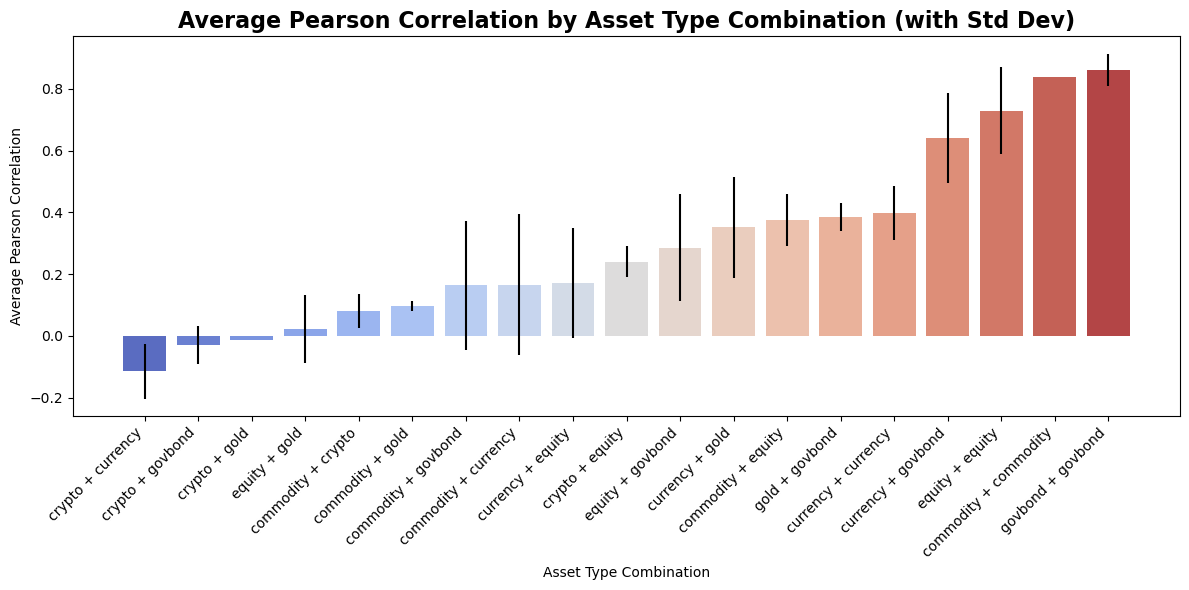 Average Pearson Correlation by Asset Type Combination (with Std Dev)
Average Pearson Correlation
0.8
0.6
0.4
0.2
0.0
−0.2
crypto + currency
crypto + govbond
crypto + gold
equity + gold
commodity + crypto
commodity + gold
commodity + govbond
commodity + currency
currency + equity
crypto + equity
equity + govbond
currency + gold
commodity + equity
gold + govbond
currency + currency
currency + govbond
equity + equity
commodity + commodity
govbond + govbond
Asset Type Combination